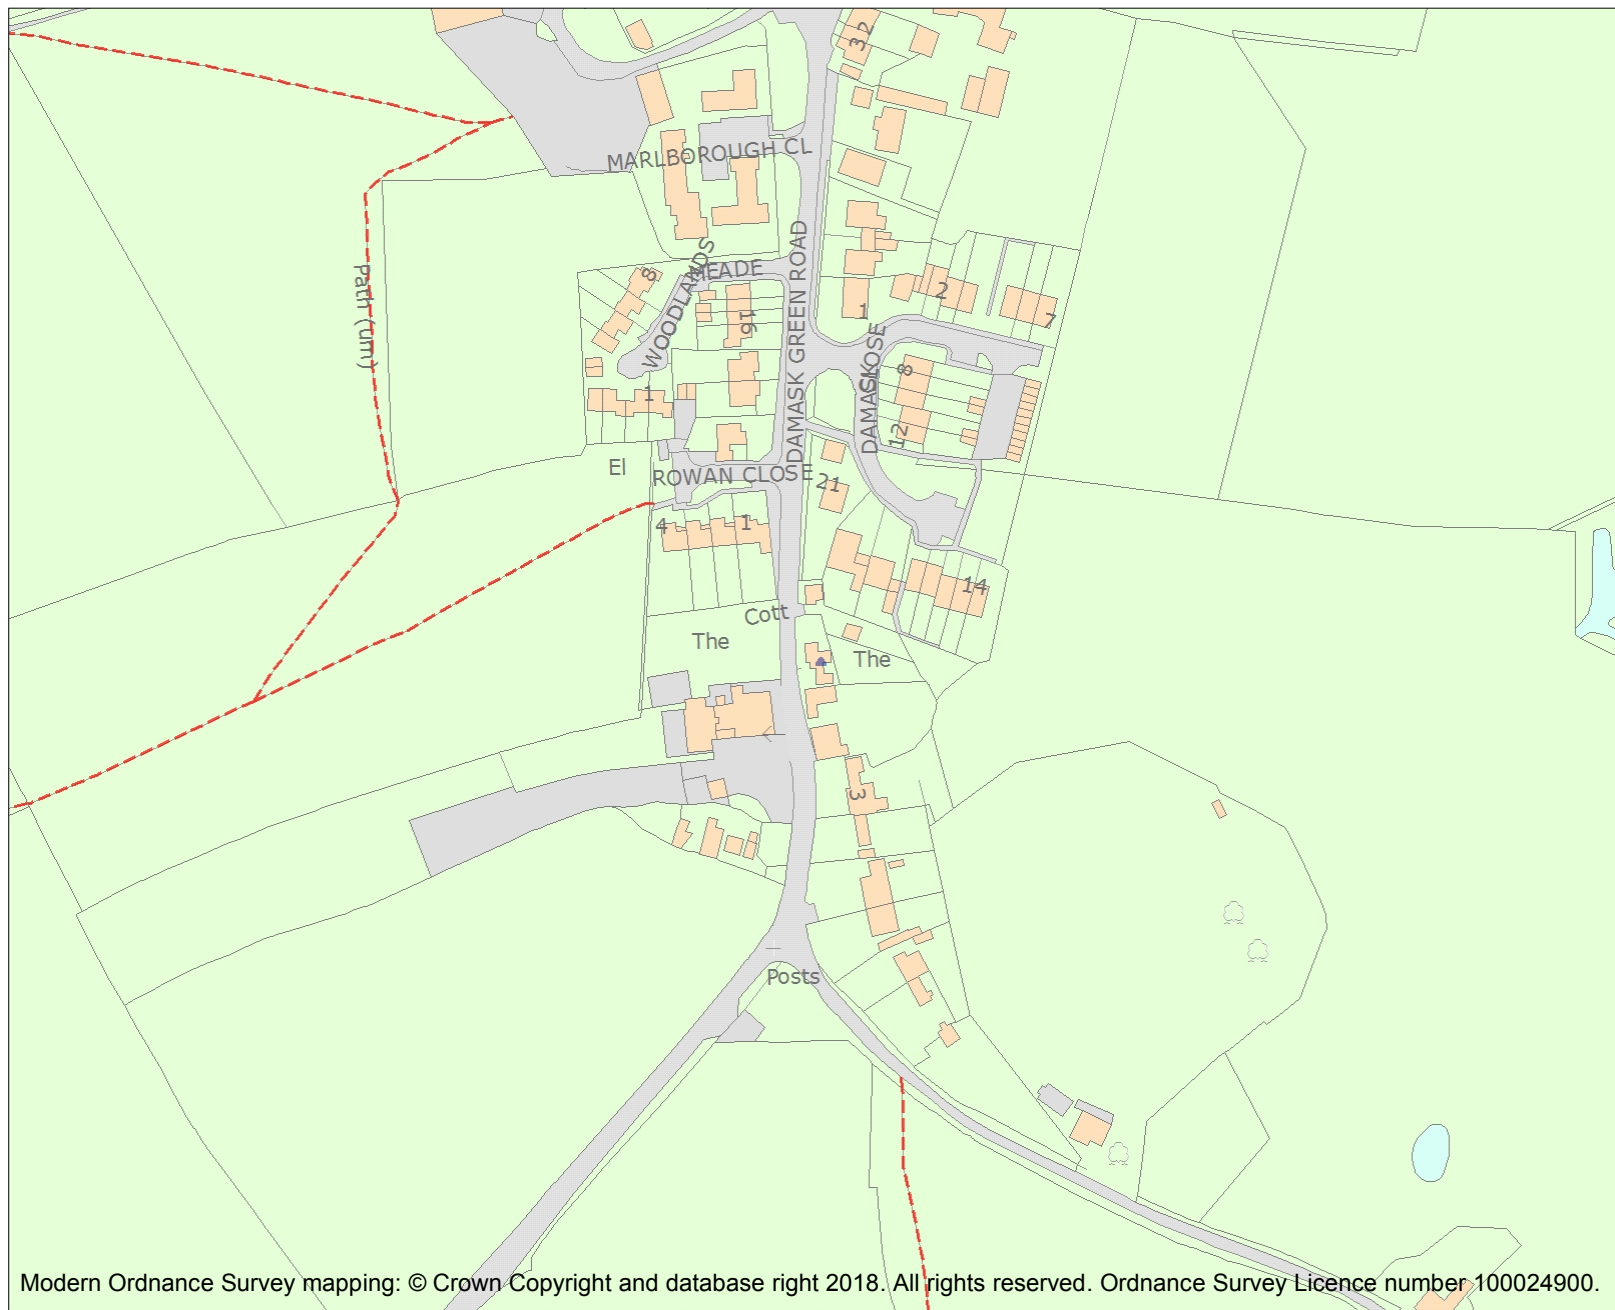 32
MARLBOROUGH CL
8
WOODLANDS
MEADE
DAMASK GREEN ROAD
Path (um)
16
2
1
7
DAMASK
CLOSE
8
1
12
El
ROWAN CLOSE
21
4
1
14
Cott
The
The
3
Posts
Modern Ordnance Survey mapping: © Crown Copyright and database right 2018. All rights reserved. Ordnance Survey Licence number 100024900.